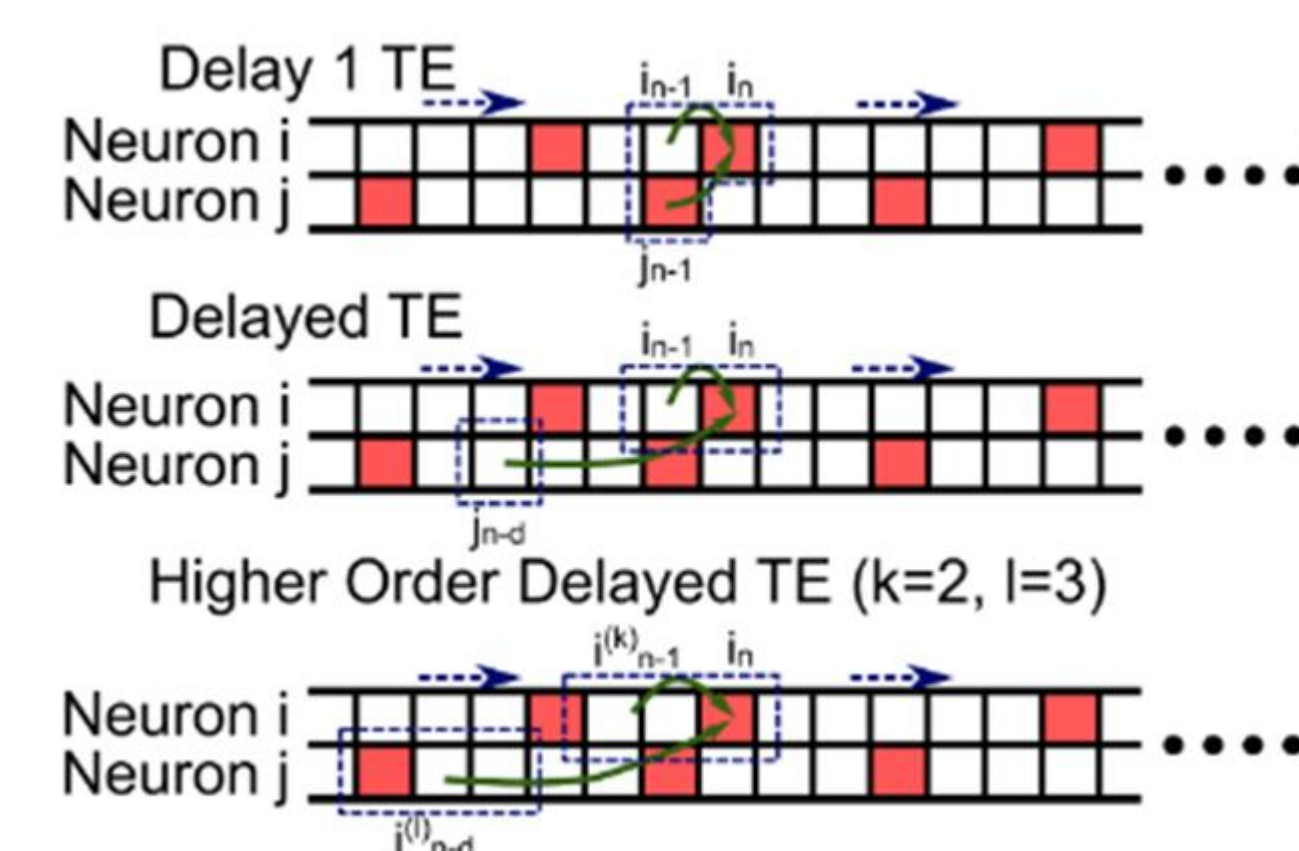 Delay 1 TE
i n-1 i n
Neuron i
Neuron j
j n-1
Delayed TE
i n-1 i n
Neuron i
Neuron j
j n-d
Higher Order Delayed TE (k=2, l=3)
i (k) n-1 i n
Neuron i
Neuron j
j (l) n-d